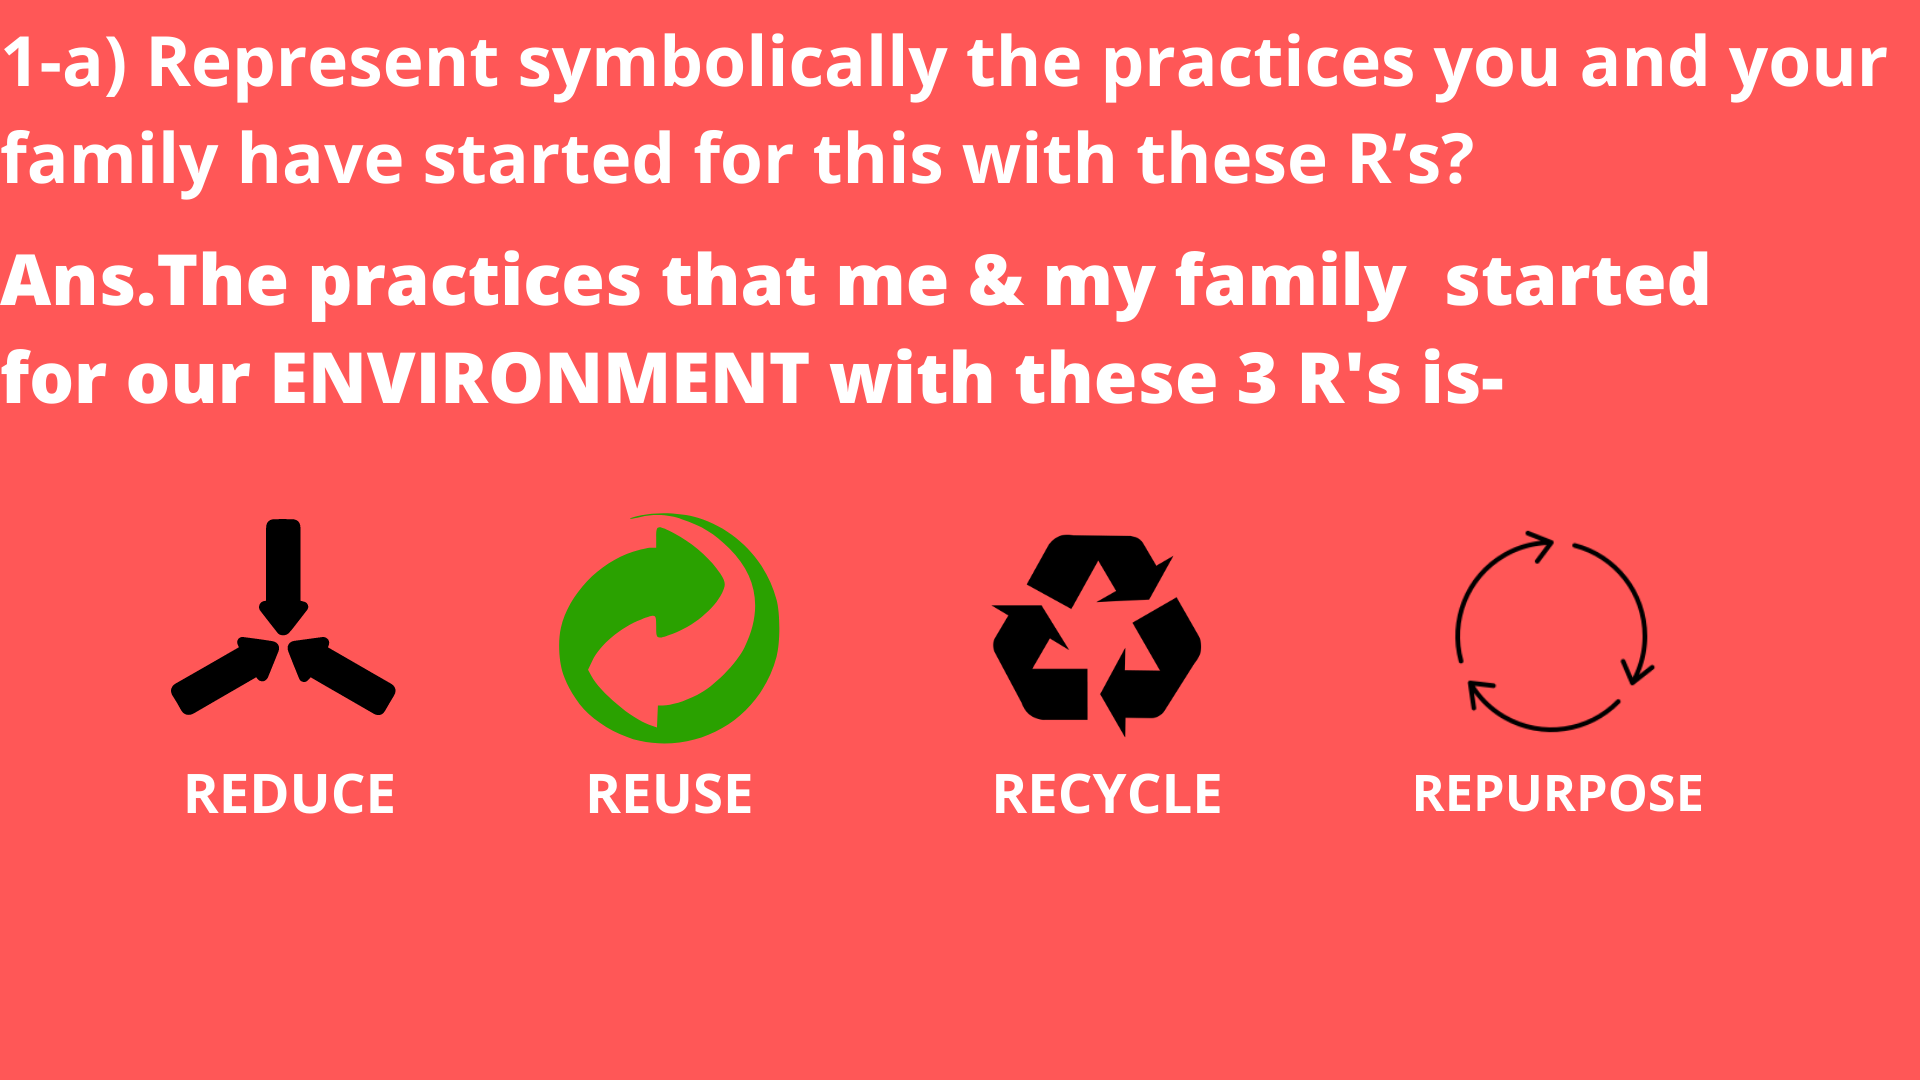 1-a) Represent symbolically the practices you and your
family have started for this with these R’s?
Ans.The practices that me & my family  started
for our ENVIRONMENT with these 3 R's is-
REDUCE
REUSE
RECYCLE
REPURPOSE